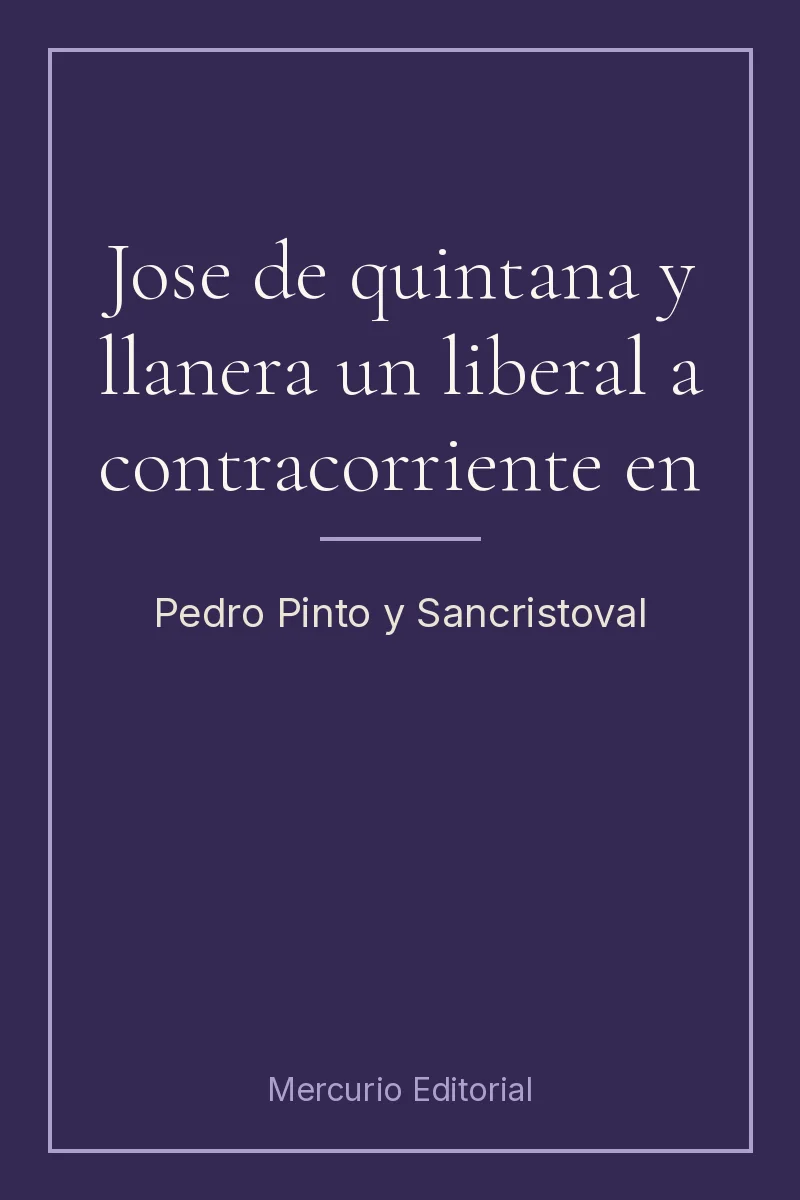 Jose de quintana y
llanera un liberal a
contracorriente en
Pedro Pinto y Sancristoval
Mercurio Editorial